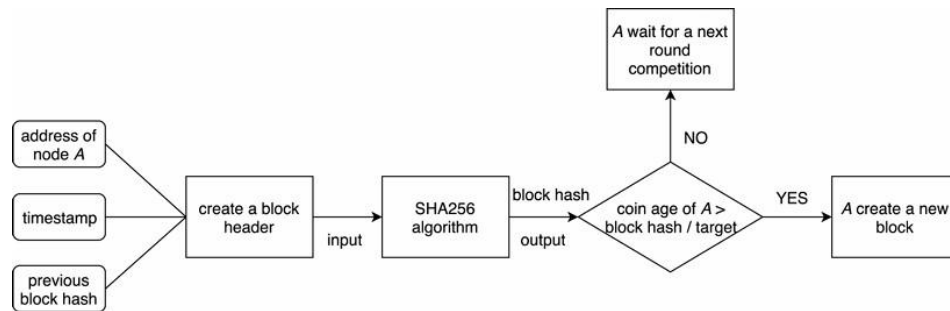 address of
node A
timestamp
previous
block hash
create a block
header
input
SHA256
algorithm
block hash
output
coin age of A >
block hash / target
NO
A wait for a next
round
competition
YES
A create a new
block